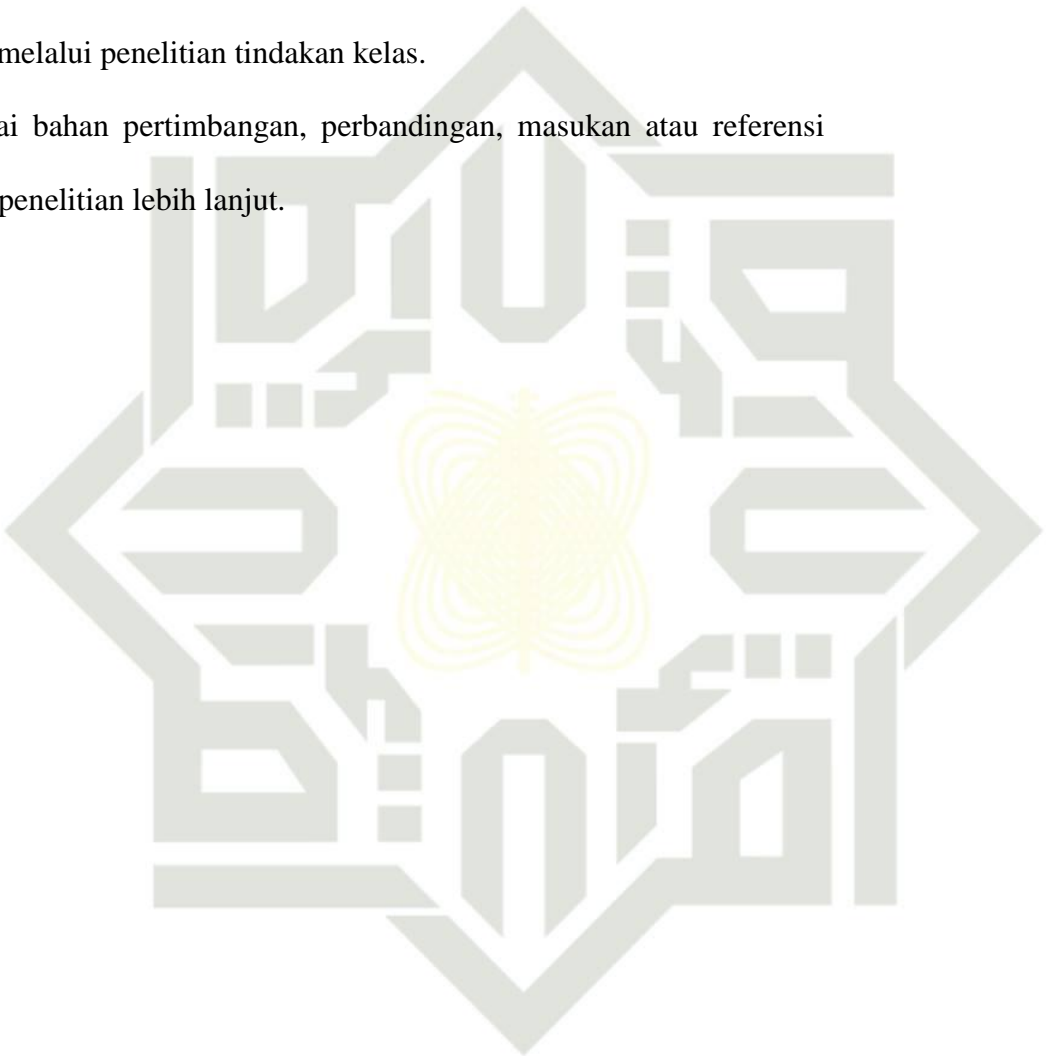 melalui penelitian tindakan kelas.
ai bahan pertimbangan, perbandingan, masukan atau referensi
penelitian lebih lanjut.